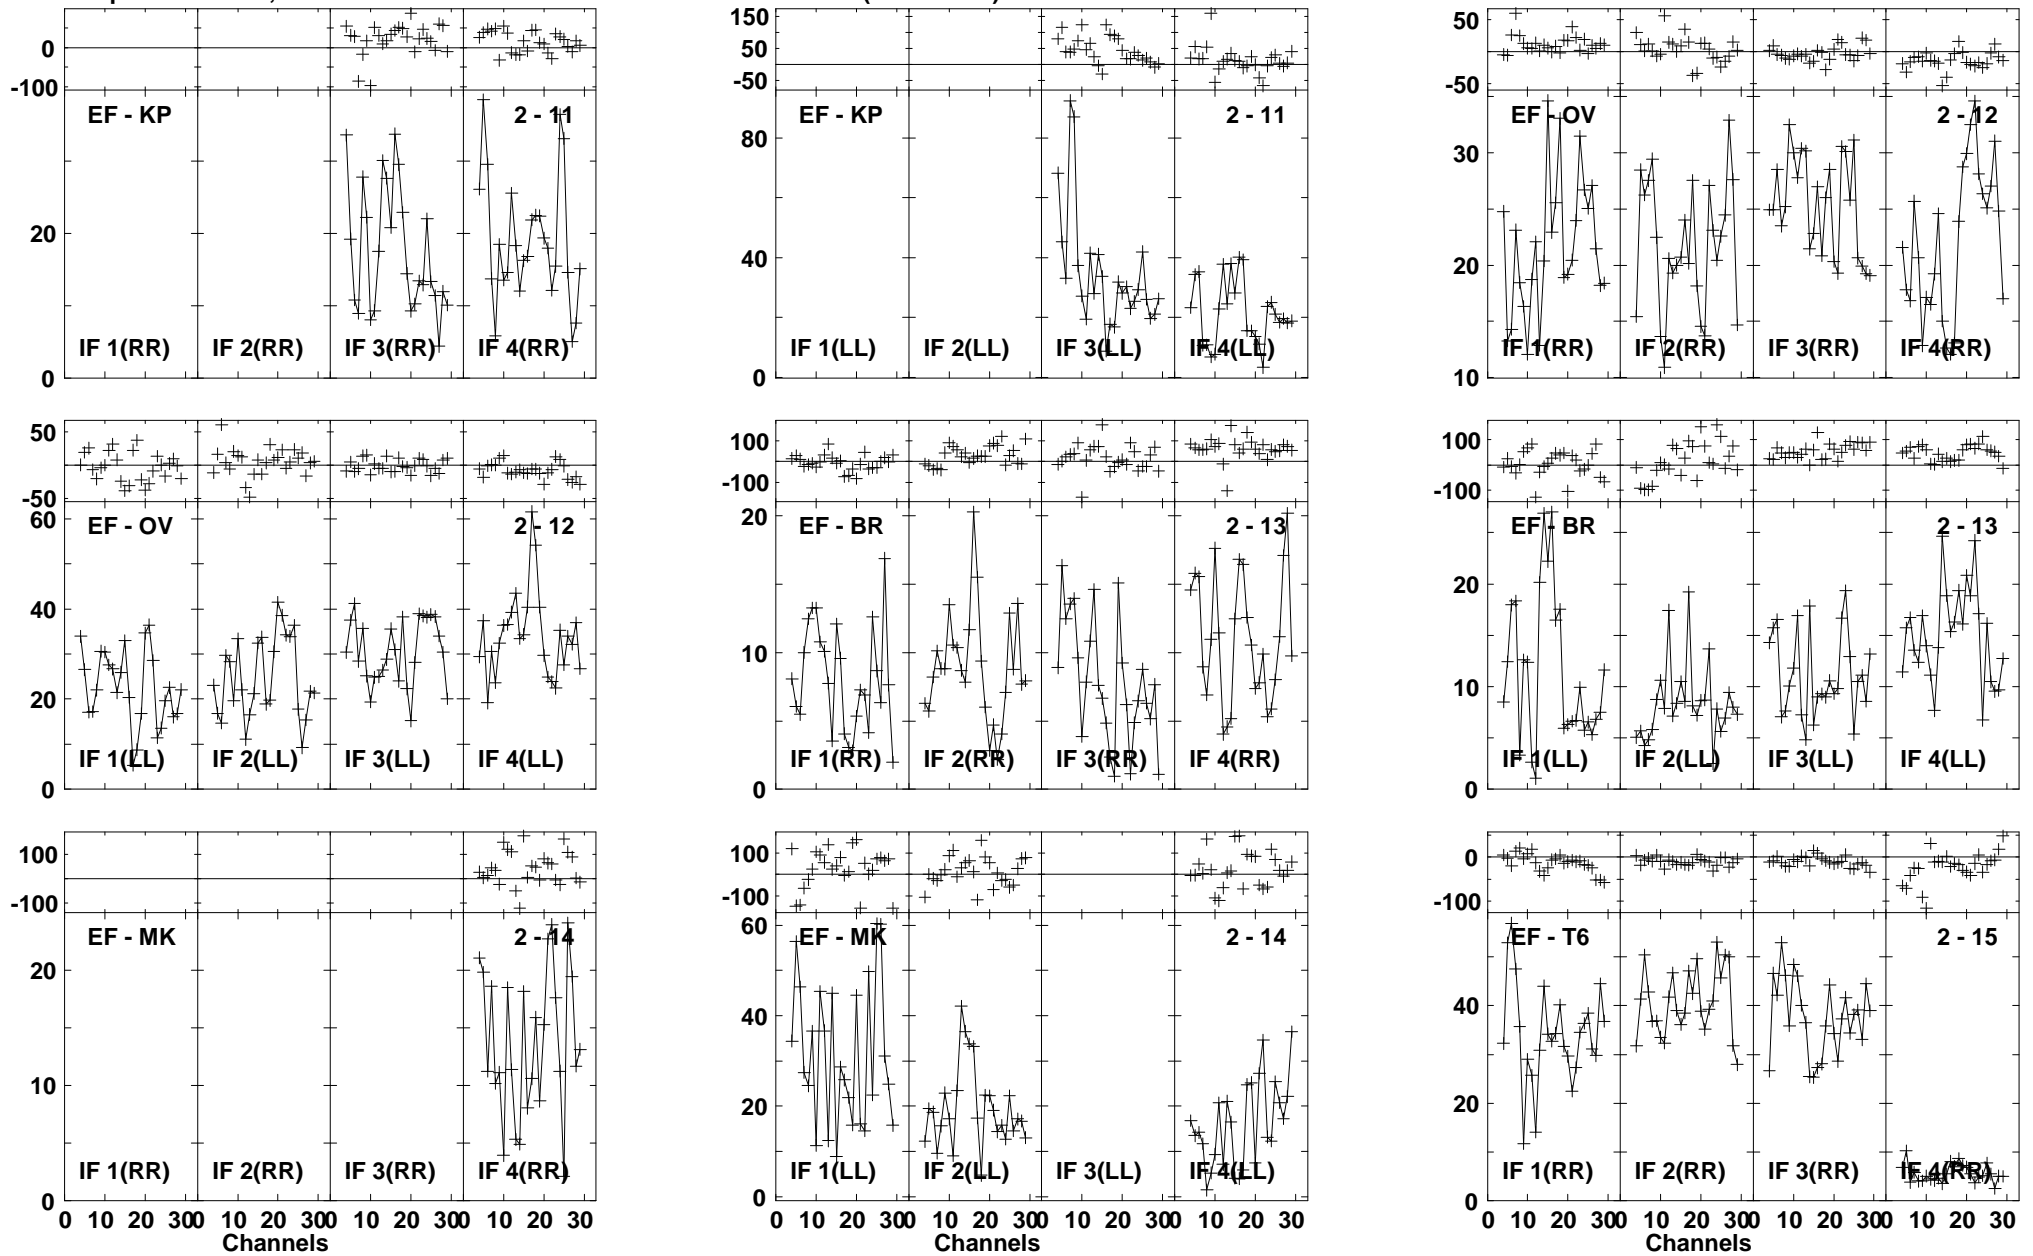 0
-100
EF - KP 2 - 11
20
IF 1(RR) IF 2(RR) IF 3(RR) IF 4(RR)
0
150
50
-50
EF - KP 2 - 11
80
40
IF 1(LL) IF 2(LL) IF 3(LL) IF 4(LL)
0
50
-50
EF - OV 2 - 12
30
20
IF 1(RR) IF 2(RR) IF 3(RR) IF 4(RR)
10
50
-50
60
EF - OV 2 - 12
40
20
IF 1(LL) IF 2(LL) IF 3(LL) IF 4(LL)
0
100
-100
20
EF - BR 2 - 13
10
IF 1(RR) IF 2(RR) IF 3(RR) IF 4(RR)
0
100
-100
EF - BR 2 - 13
20
10
IF 1(LL) IF 2(LL) IF 3(LL) IF 4(LL)
0
100
-100
EF - MK 2 - 14
20
10
IF 1(RR) IF 2(RR) IF 3(RR) IF 4(RR)
0
0 10 20 30 0 10 20 30 0 10 20 30 0 10 20 30
Channels
100
-100
60
EF - MK 2 - 14
40
20
IF 1(LL) IF 2(LL) IF 3(LL) IF 4(LL)
0
0 10 20 30 0 10 20 30 0 10 20 30 0 10 20 30
Channels
0
-100
EF - T6 2 - 15
40
20
IF 1(RR) IF 2(RR) IF 3(RR) IF 4(RR)
0
0 10 20 30 0 10 20 30 0 10 20 30 0 10 20 30
Channels